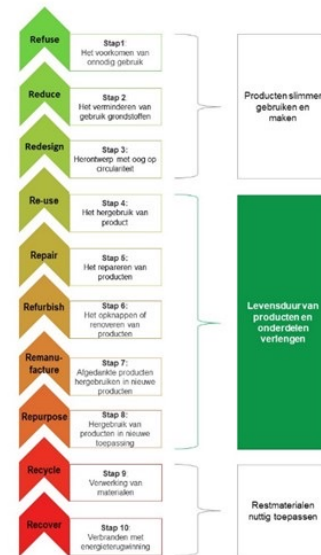 Refuse
Stap1:
Het voorkomen van
onnodig gebruik
Reduce
Stap 2
Het verminderen van
gebruik grondstoffen
Redesign
Stap 3:
Herontwerp met oog op
circulariteit
Producten slimmer
gebruiken en
maken
Re-use
Stap 4:
Het hergebruik van
product
Repair
Stap 5:
Het repareren van
producten
Refurbish
Stap 6:
Het opknappen of
renoveren van
producten
Remanu-
facture
Stap 7:
Afgedankte producten
hergebruiken in nieuwe
producten
Repurpose
Stap 8:
Hergebruik van
producten in nieuwe
toepassing
Levensduur van
producten en
onderdelen
verlengen
Recycle
Stap 9
Verwerking van
materialen
Recover
Stap 10:
Verbranden met
energieterugwinning
Restmaterialen
nuttig toepassen